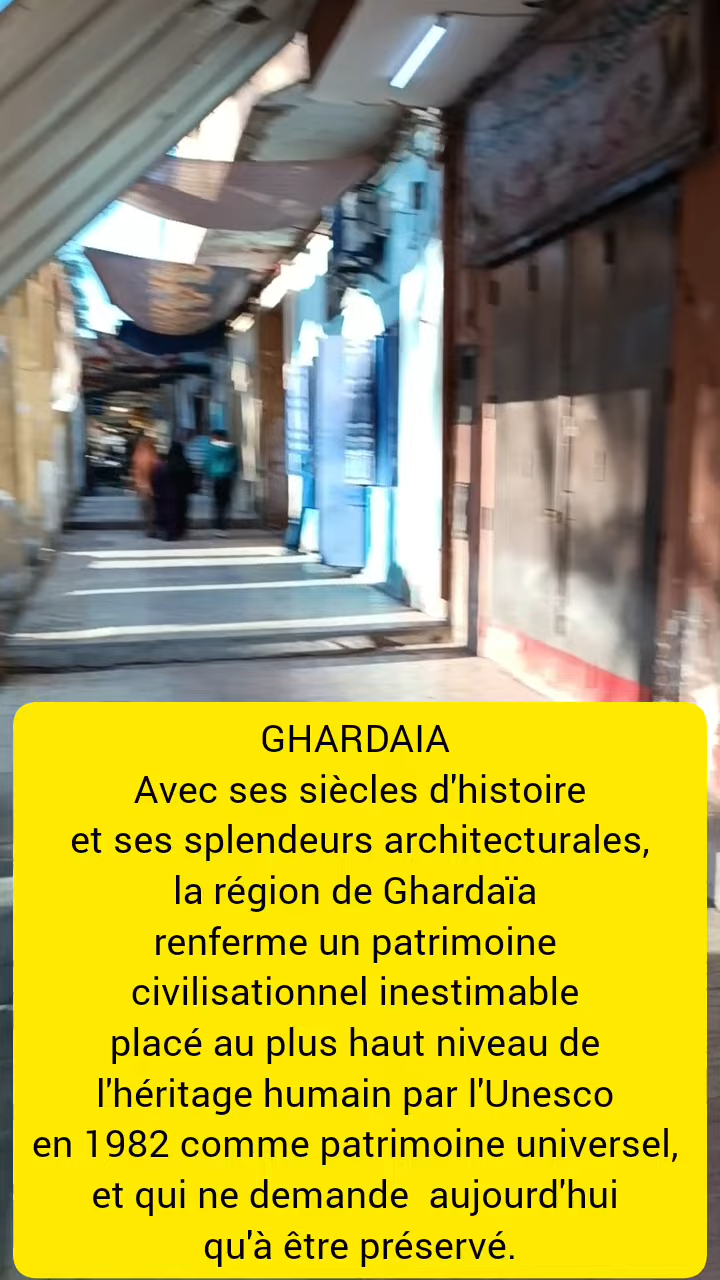 GHARDAIA
Avec ses siècles d'histoire
et ses splendeurs architecturales,
la région de Ghardaïa
renferme un patrimoine
civilisationnel inestimable
placé au plus haut niveau de
l'héritage humain par l'Unesco
en 1982 comme patrimoine universel,
et qui ne demande  aujourd'hui
qu'à être préservé.